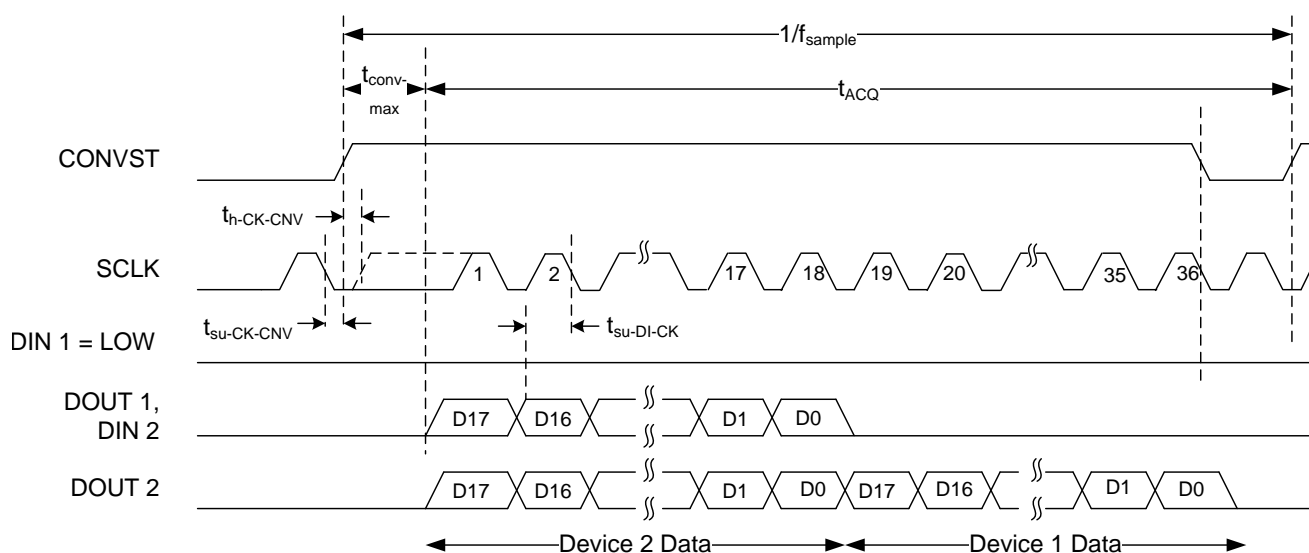 1/fsample
tconv-
max
tACQ
CONVST
th-CK-CNV
SCLK
1 2 17 18 19 20 35 36
tsu-CK-CNV
tsu-DI-CK
DIN 1 = LOW
DOUT 1,
DIN 2
D17 D16 D1 D0
DOUT 2
D17 D16 D1 D0 D17 D16 D1 D0
Device 2 Data Device 1 Data